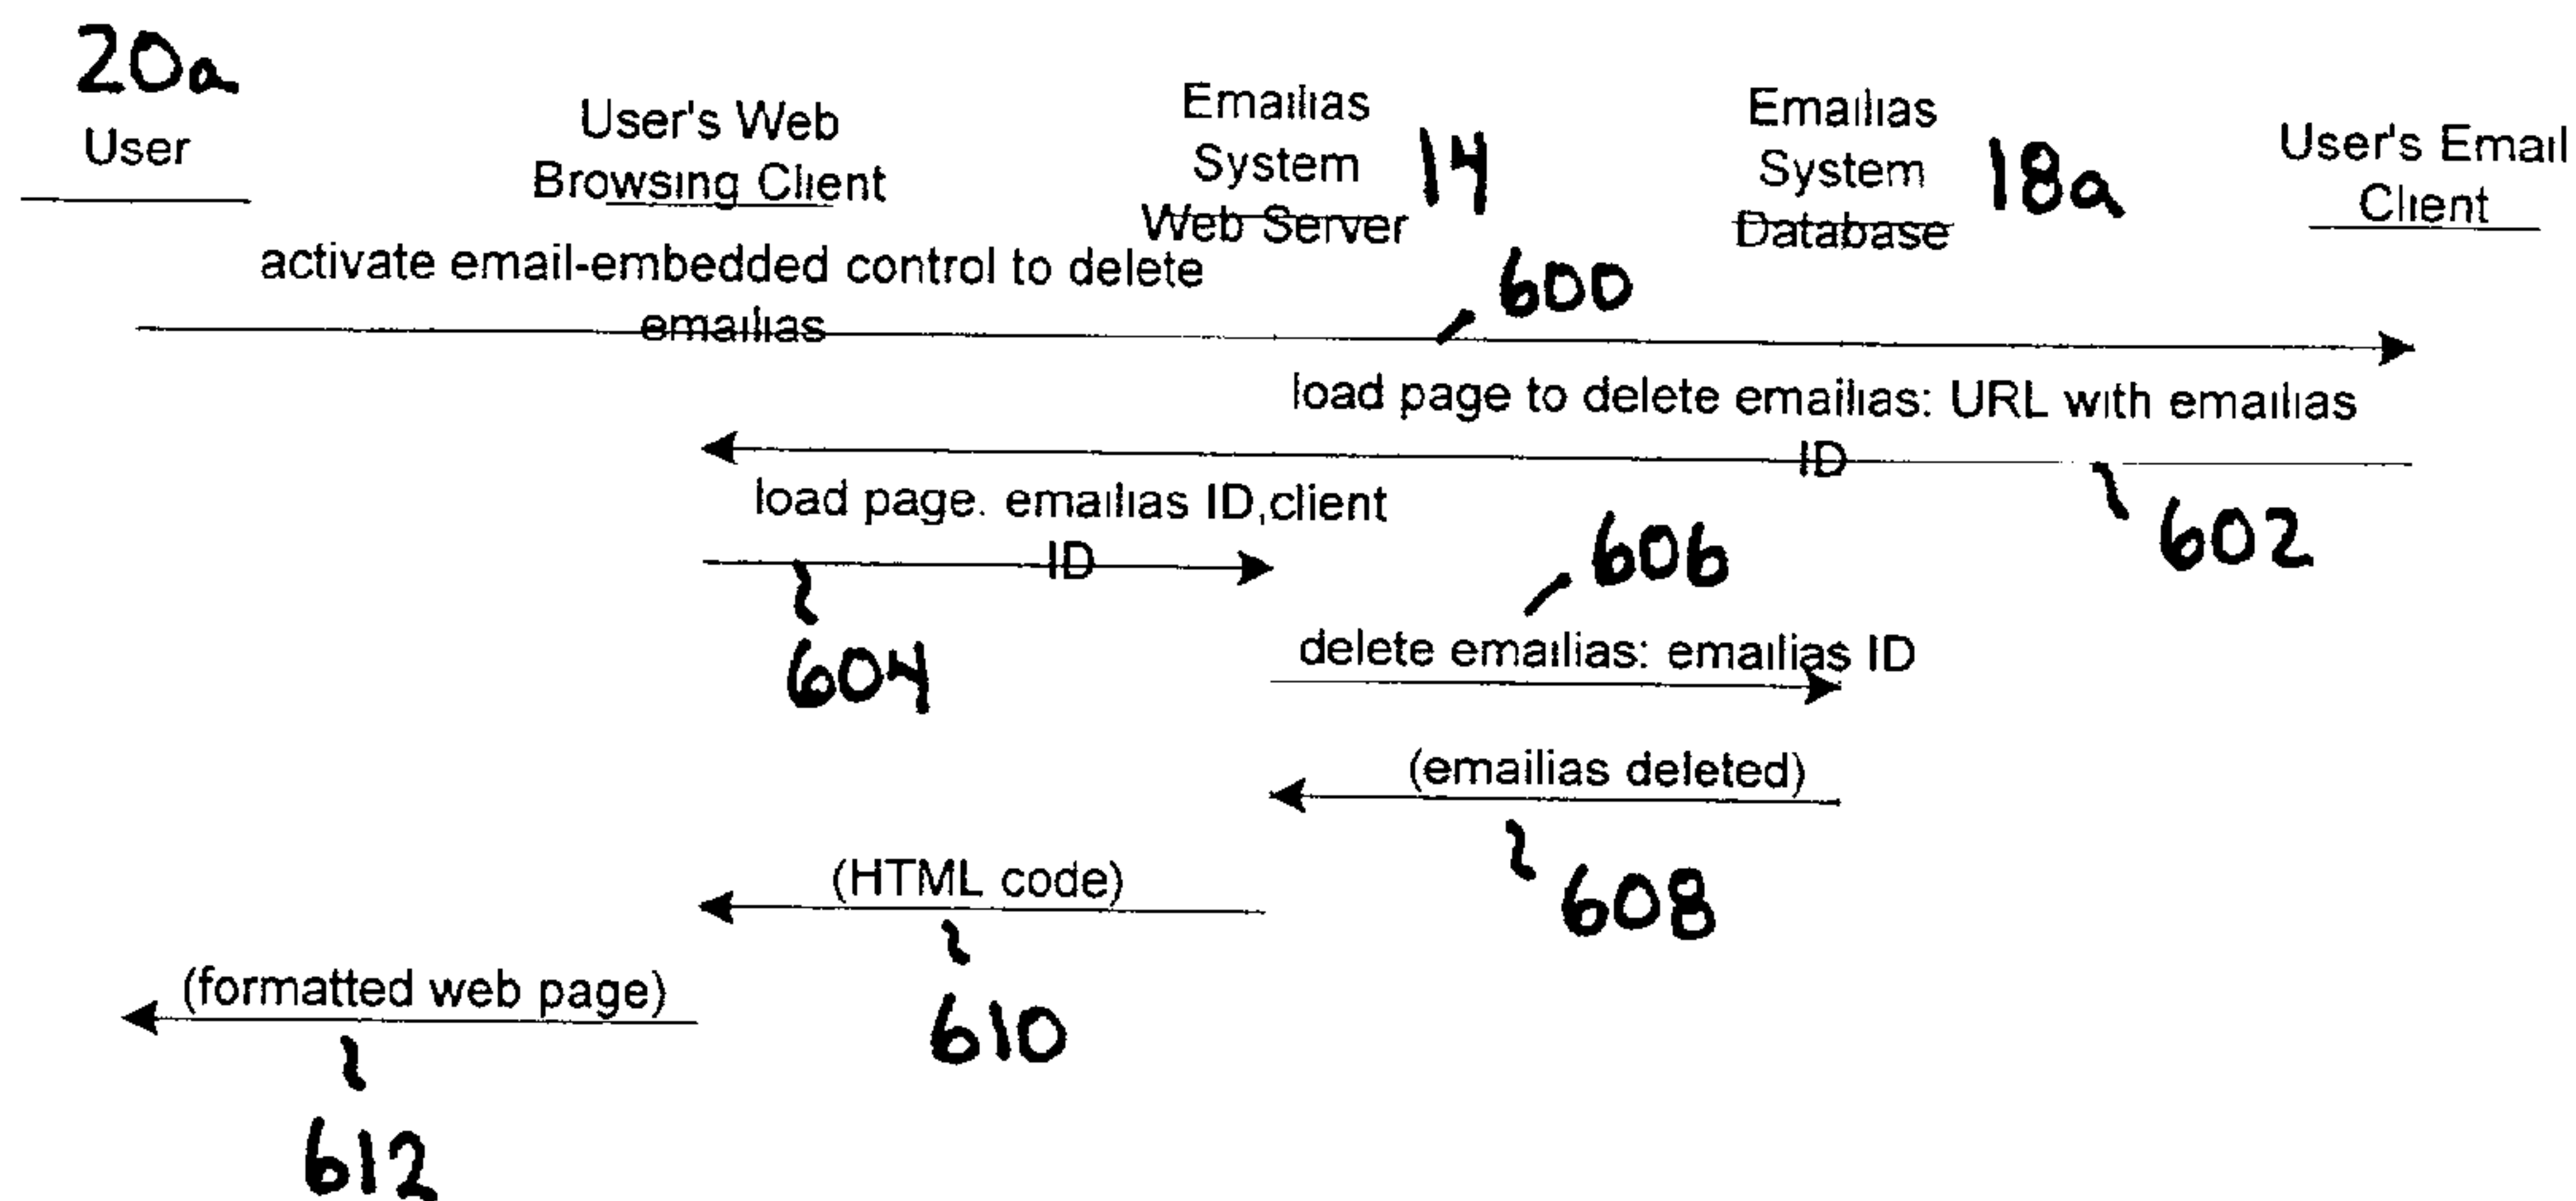 20a
User
User's Web
Browsing Client
Emailias
System
Web Server
14
Emailias
System
Database
18a
User's Email
Client
activate email-embedded control to delete
emailias
600
load page to delete emailias: URL with emailias
ID
602
load page. emailias ID,client
ID
604
606
delete emailias: emailias ID
(emailias deleted)
608
(HTML code)
610
(formatted web page)
612